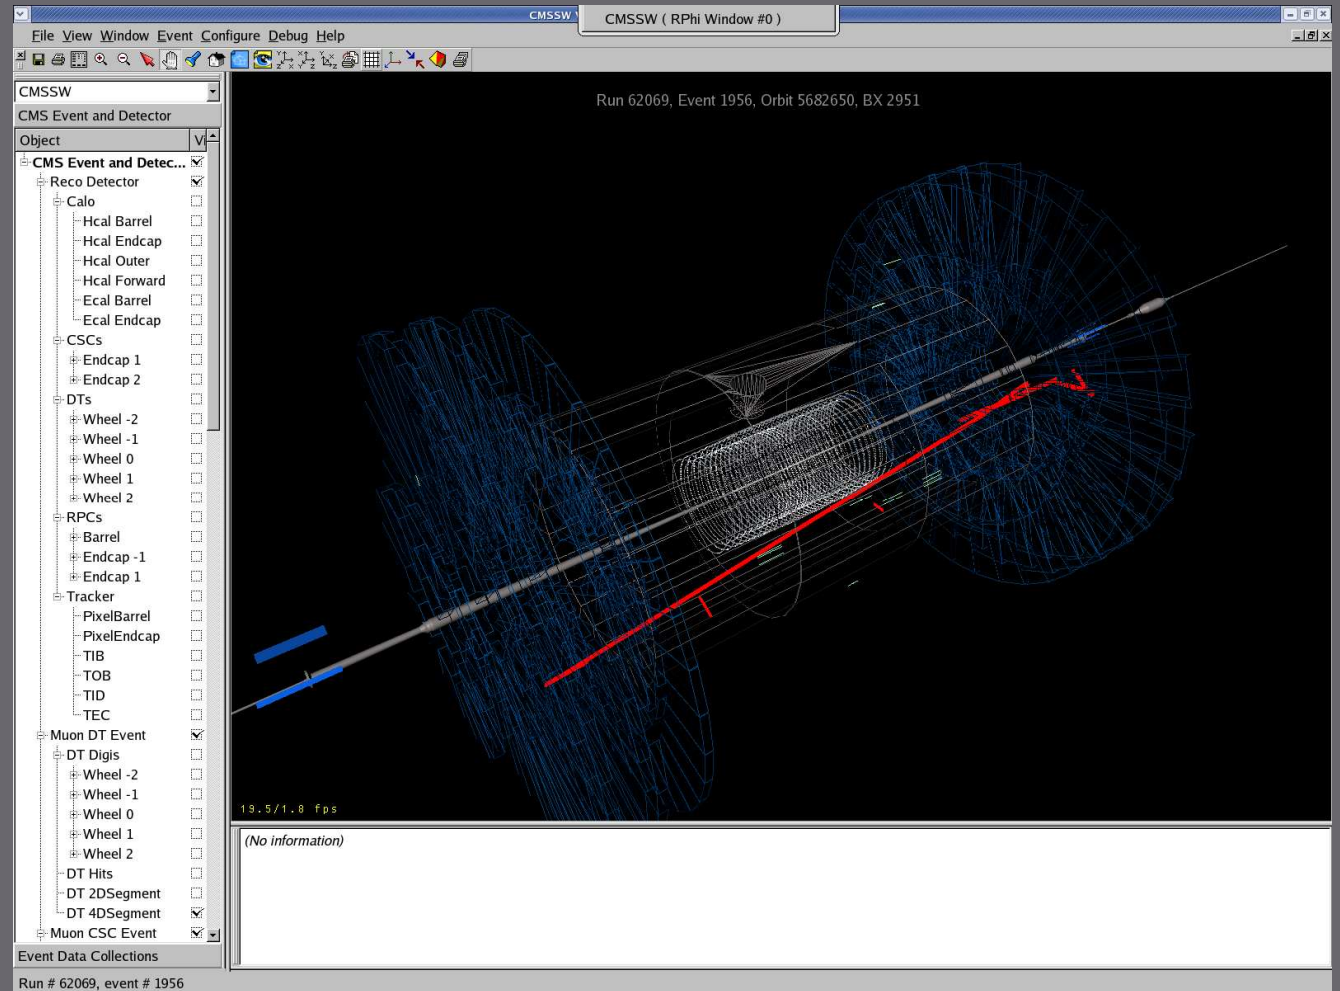 CMSSW V
CMSSW ( RPhi Window #0 )
File View Window Event Configure Debug Help
CMSSW
CMS Event and Detector
Object Vi
CMS Event and Detec...
Reco Detector
Calo
Hcal Barrel
Hcal Endcap
Hcal Outer
Hcal Forward
Ecal Barrel
Ecal Endcap
CSCs
Endcap 1
Endcap 2
DTs
Wheel -2
Wheel -1
Wheel 0
Wheel 1
Wheel 2
RPCs
Barrel
Endcap -1
Endcap 1
Tracker
PixelBarrel
PixelEndcap
TIB
TOB
TID
TEC
Muon DT Event
DT Digis
Wheel -2
Wheel -1
Wheel 0
Wheel 1
Wheel 2
DT Hits
DT 2DSegment
DT 4DSegment
Muon CSC Event
Event Data Collections
Run # 62069, event # 1956
Run 62069, Event 1956, Orbit 5682650, BX 2951
19.5/1.8 fps
(No information)